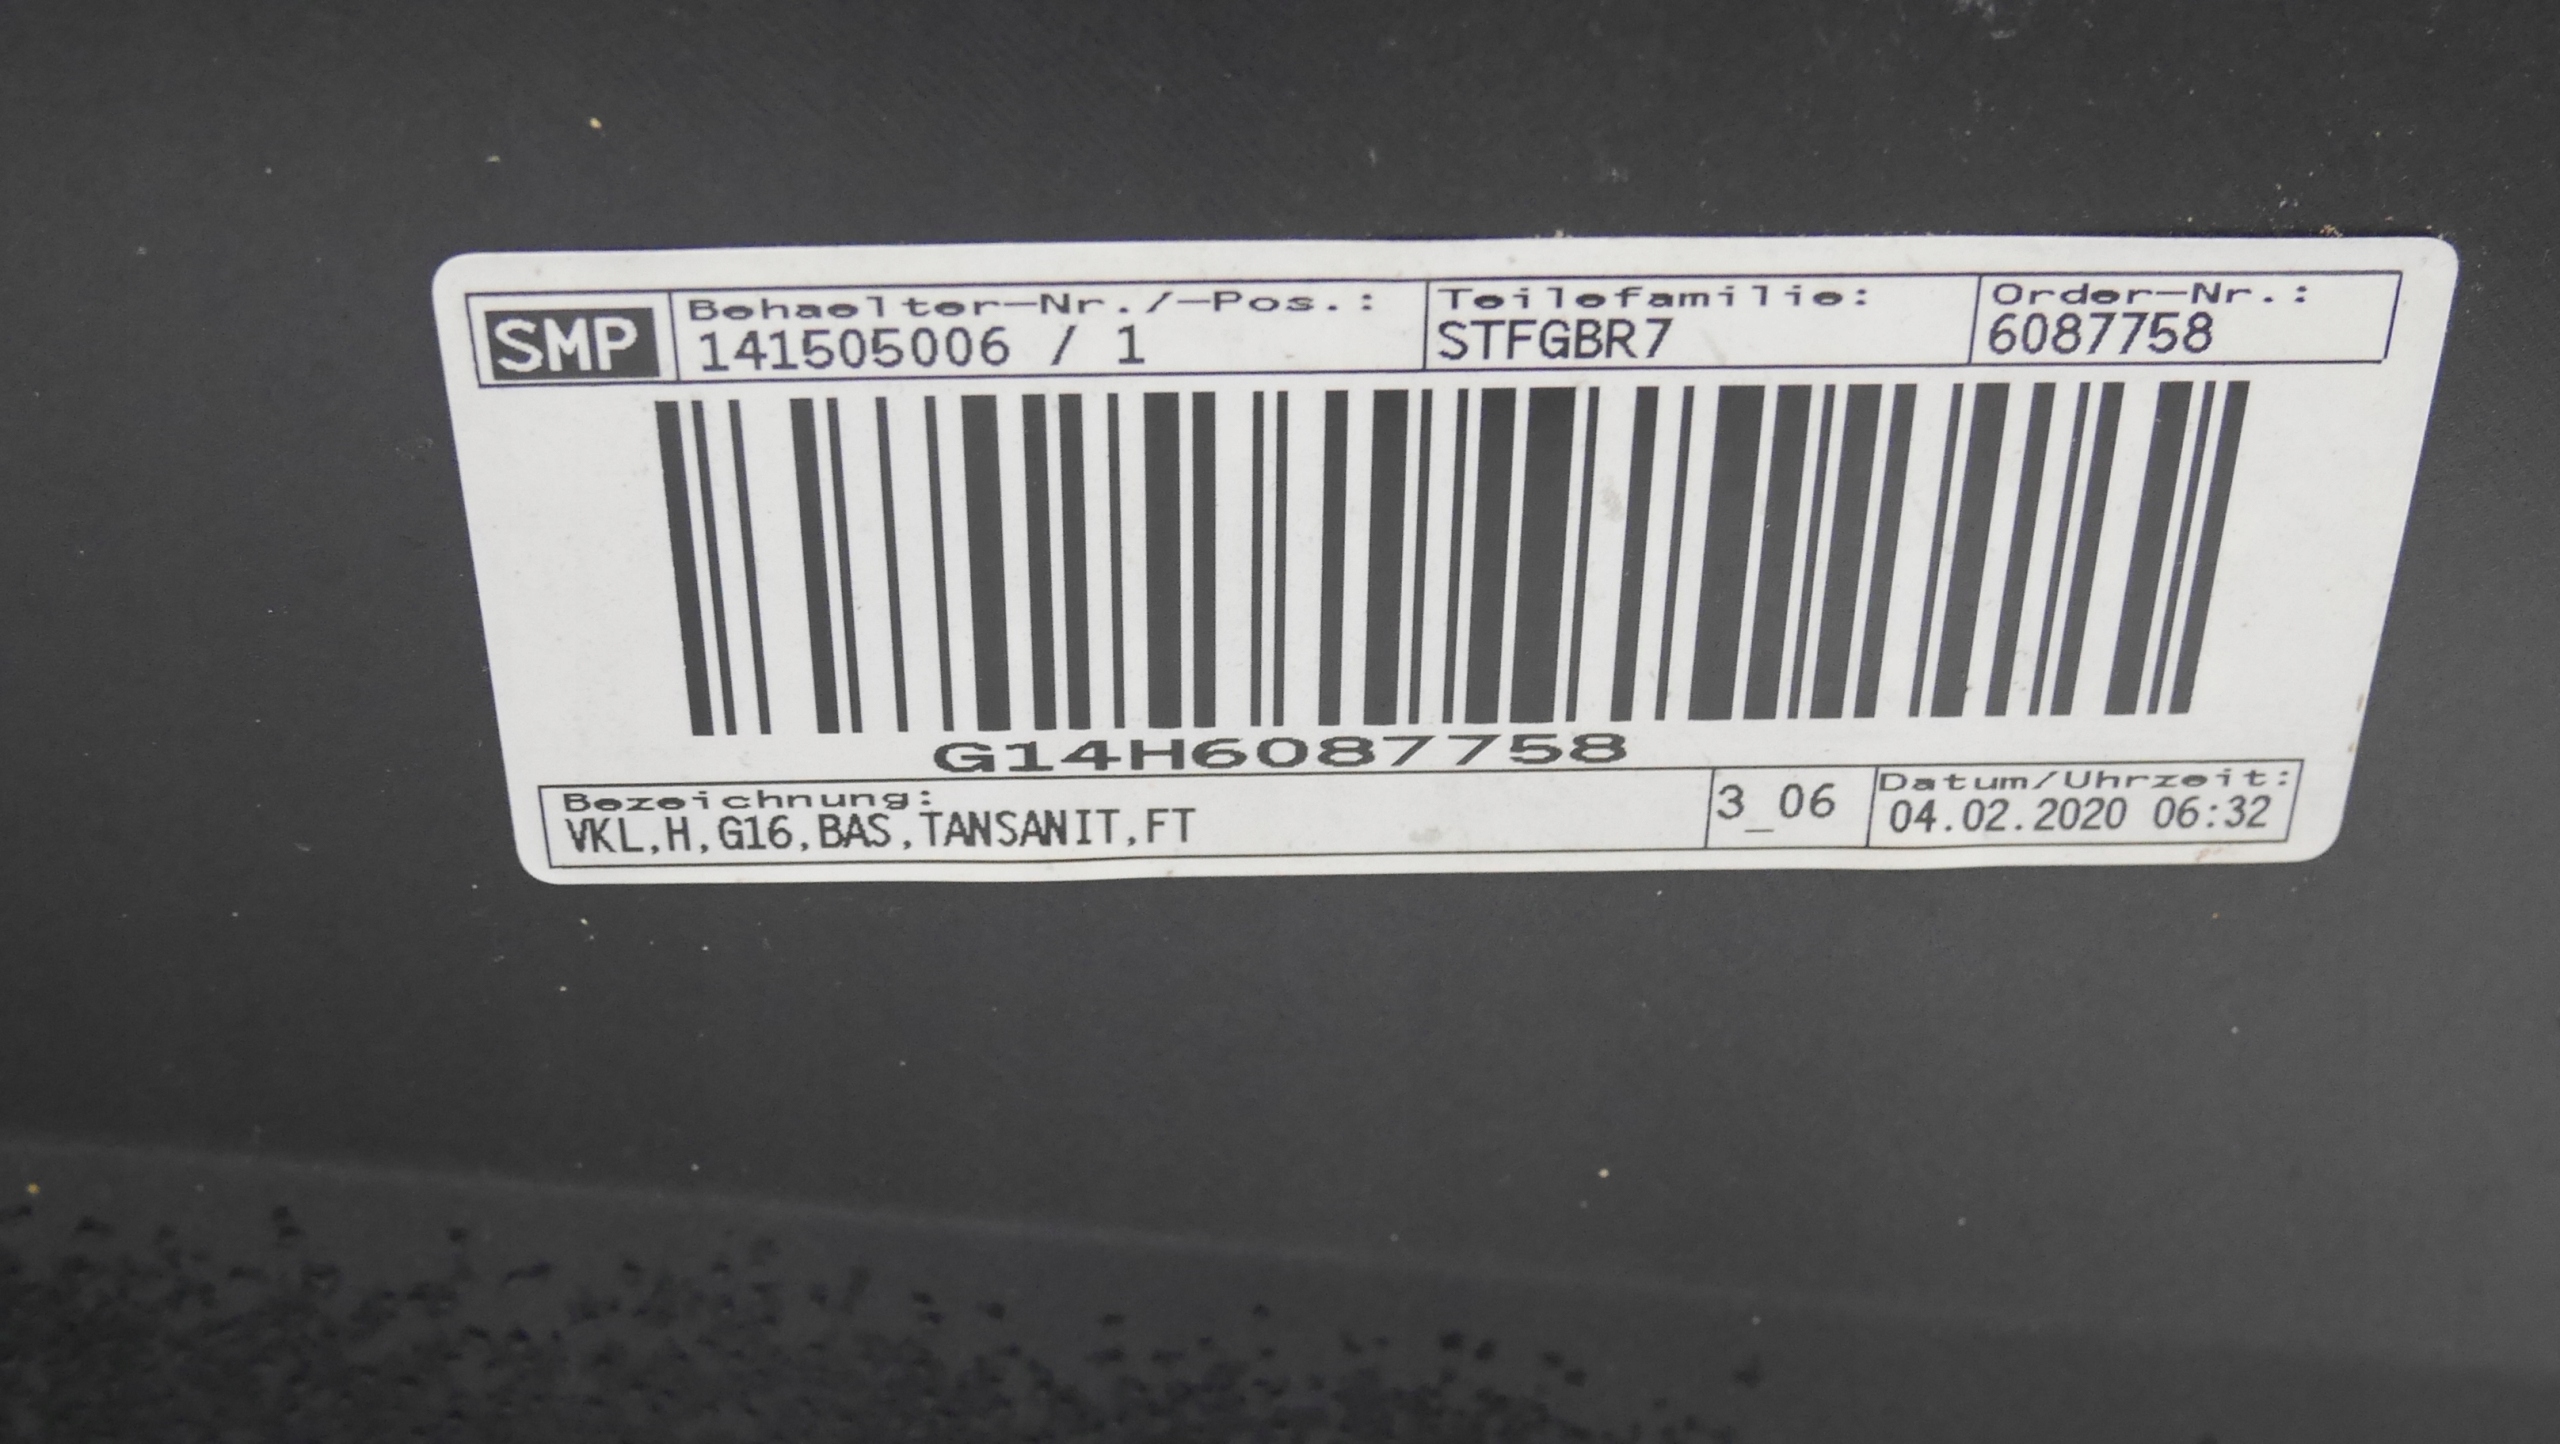 SMP
Behaelter-Nr./-Pos.:
141505006 / 1
Teilefamilie:
STFGBR7
Order-Nr.:
6087758
G14H6087758
Bezeichnung:
VKL,H,G16,BAS,TANSANIT,FT
3_06
Datum/Uhrzeit:
04.02.2020 06:32